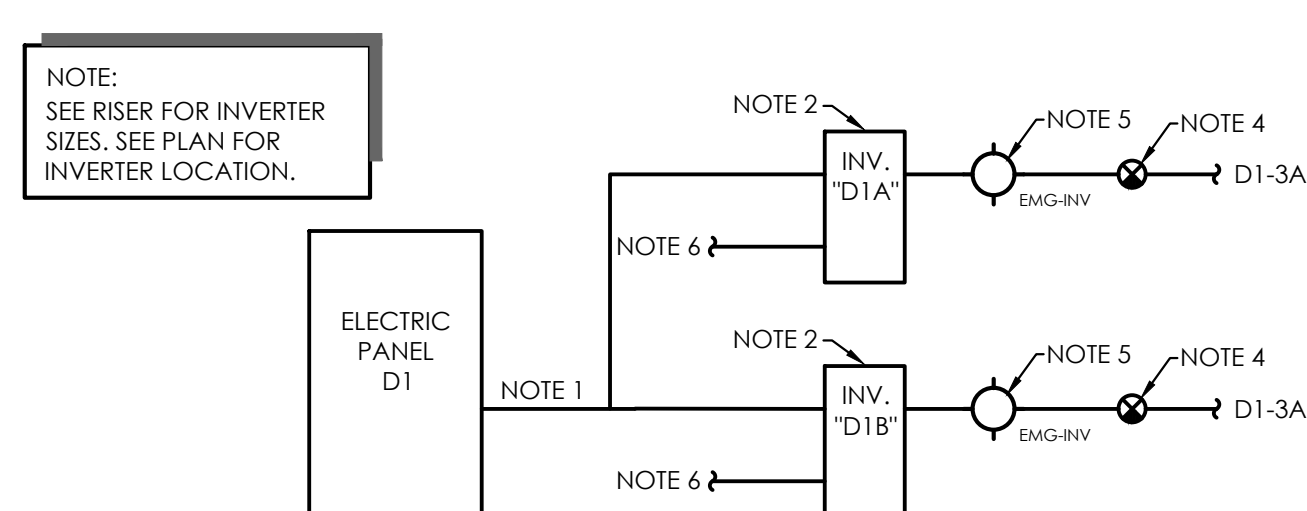 NOTE:
SEE RISER FOR INVERTER
SIZES. SEE PLAN FOR
INVERTER LOCATION.
NOTE 2
NOTE 5
NOTE 4
INV.
"D1A"
EMG-INV
D1-3A
NOTE 6
ELECTRIC
PANEL
D1
NOTE 1
NOTE 2
NOTE 5
NOTE 4
INV.
"D1B"
EMG-INV
D1-3A
NOTE 6